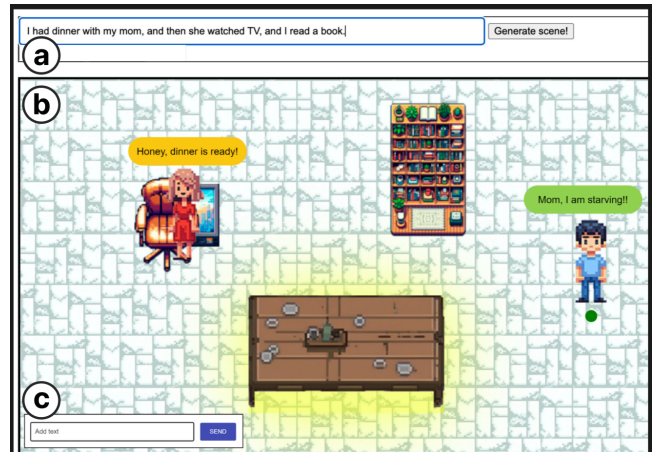 I had dinner with my mom, and then she watched TV, and I read a book.
Generate scene!
a
b
Honey, dinner is ready!
Mom, I am starving!!
c
Add text
SEND